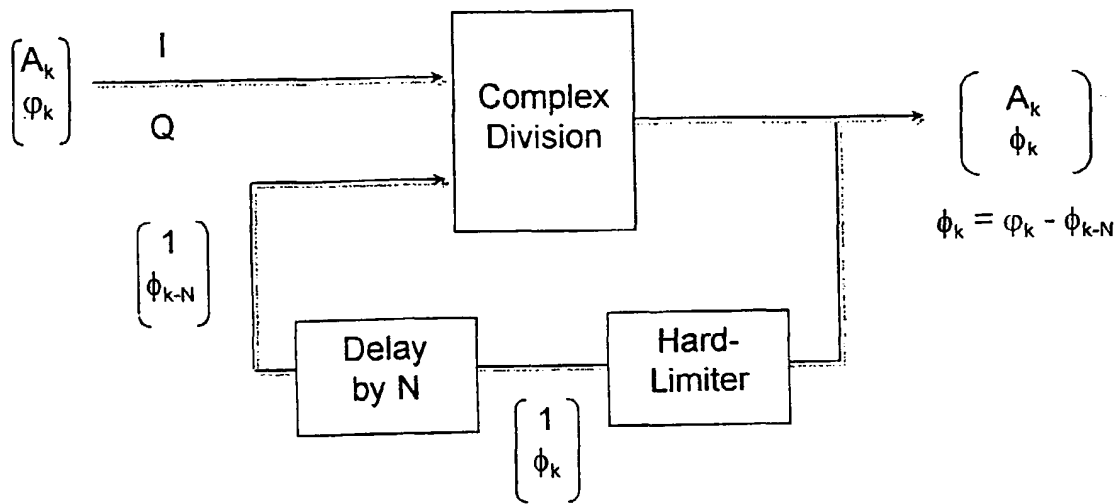 I
A_k
φ_k
Q
Complex
Division
A_k
ϕ_k
ϕ_k = φ_k - ϕ_k-N
1
ϕ_k-N
Delay
by N
Hard-
Limiter
1
ϕ_k